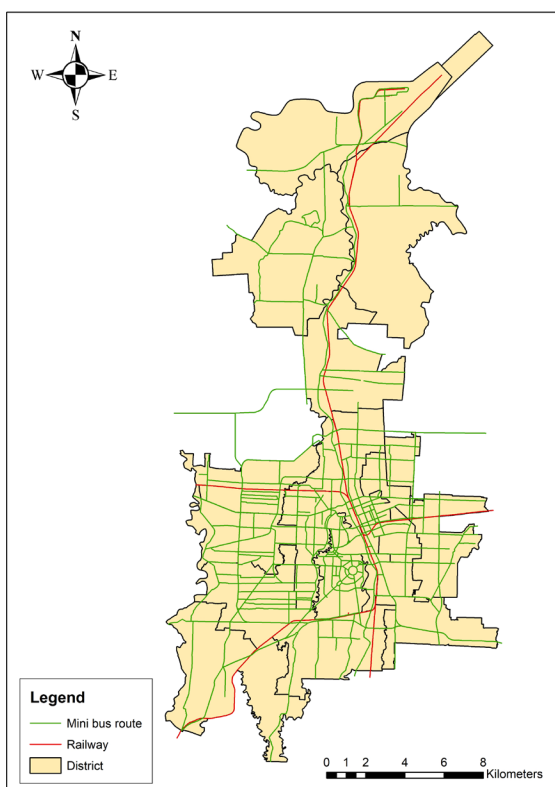 N
W E
S
Legend
Mini bus route
Railway
District
0 1 2 4 6 8
Kilometers